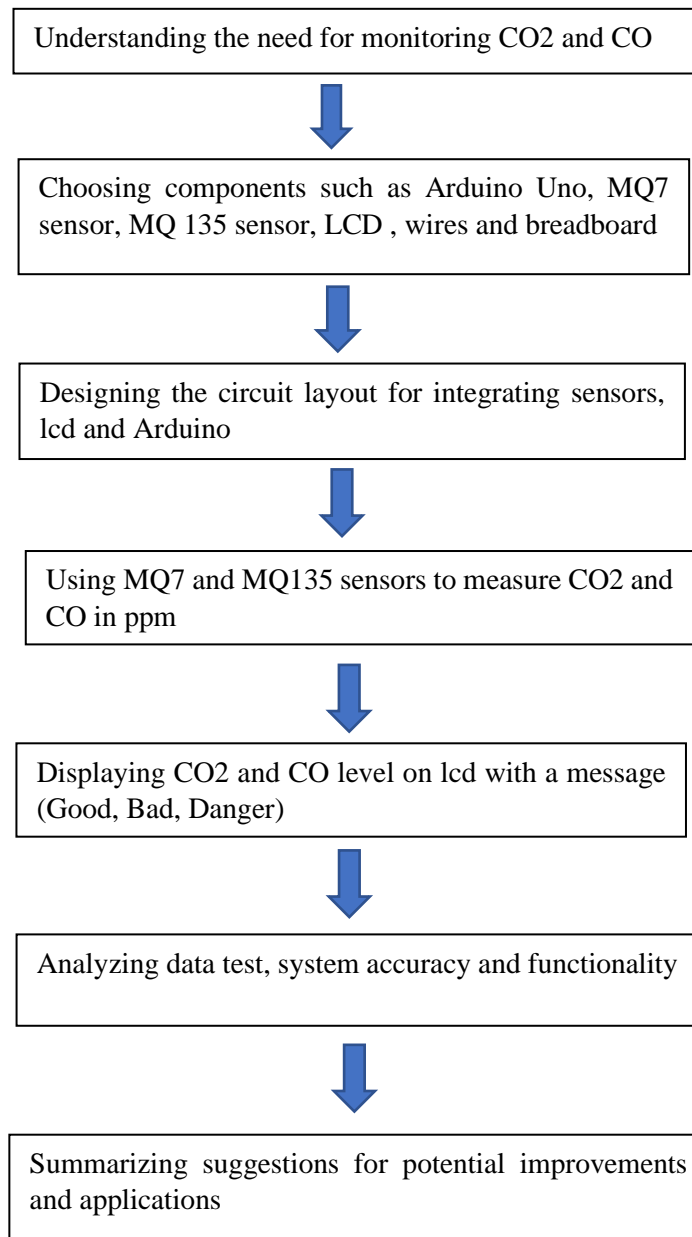 Understanding the need for monitoring CO2 and CO
Choosing components such as Arduino Uno, MQ7
sensor, MQ 135 sensor, LCD , wires and breadboard
Designing the circuit layout for integrating sensors,
lcd and Arduino
Using MQ7 and MQ135 sensors to measure CO2 and
CO in ppm
Displaying CO2 and CO level on lcd with a message
(Good, Bad, Danger)
Analyzing data test, system accuracy and functionality
Summarizing suggestions for potential improvements
and applications